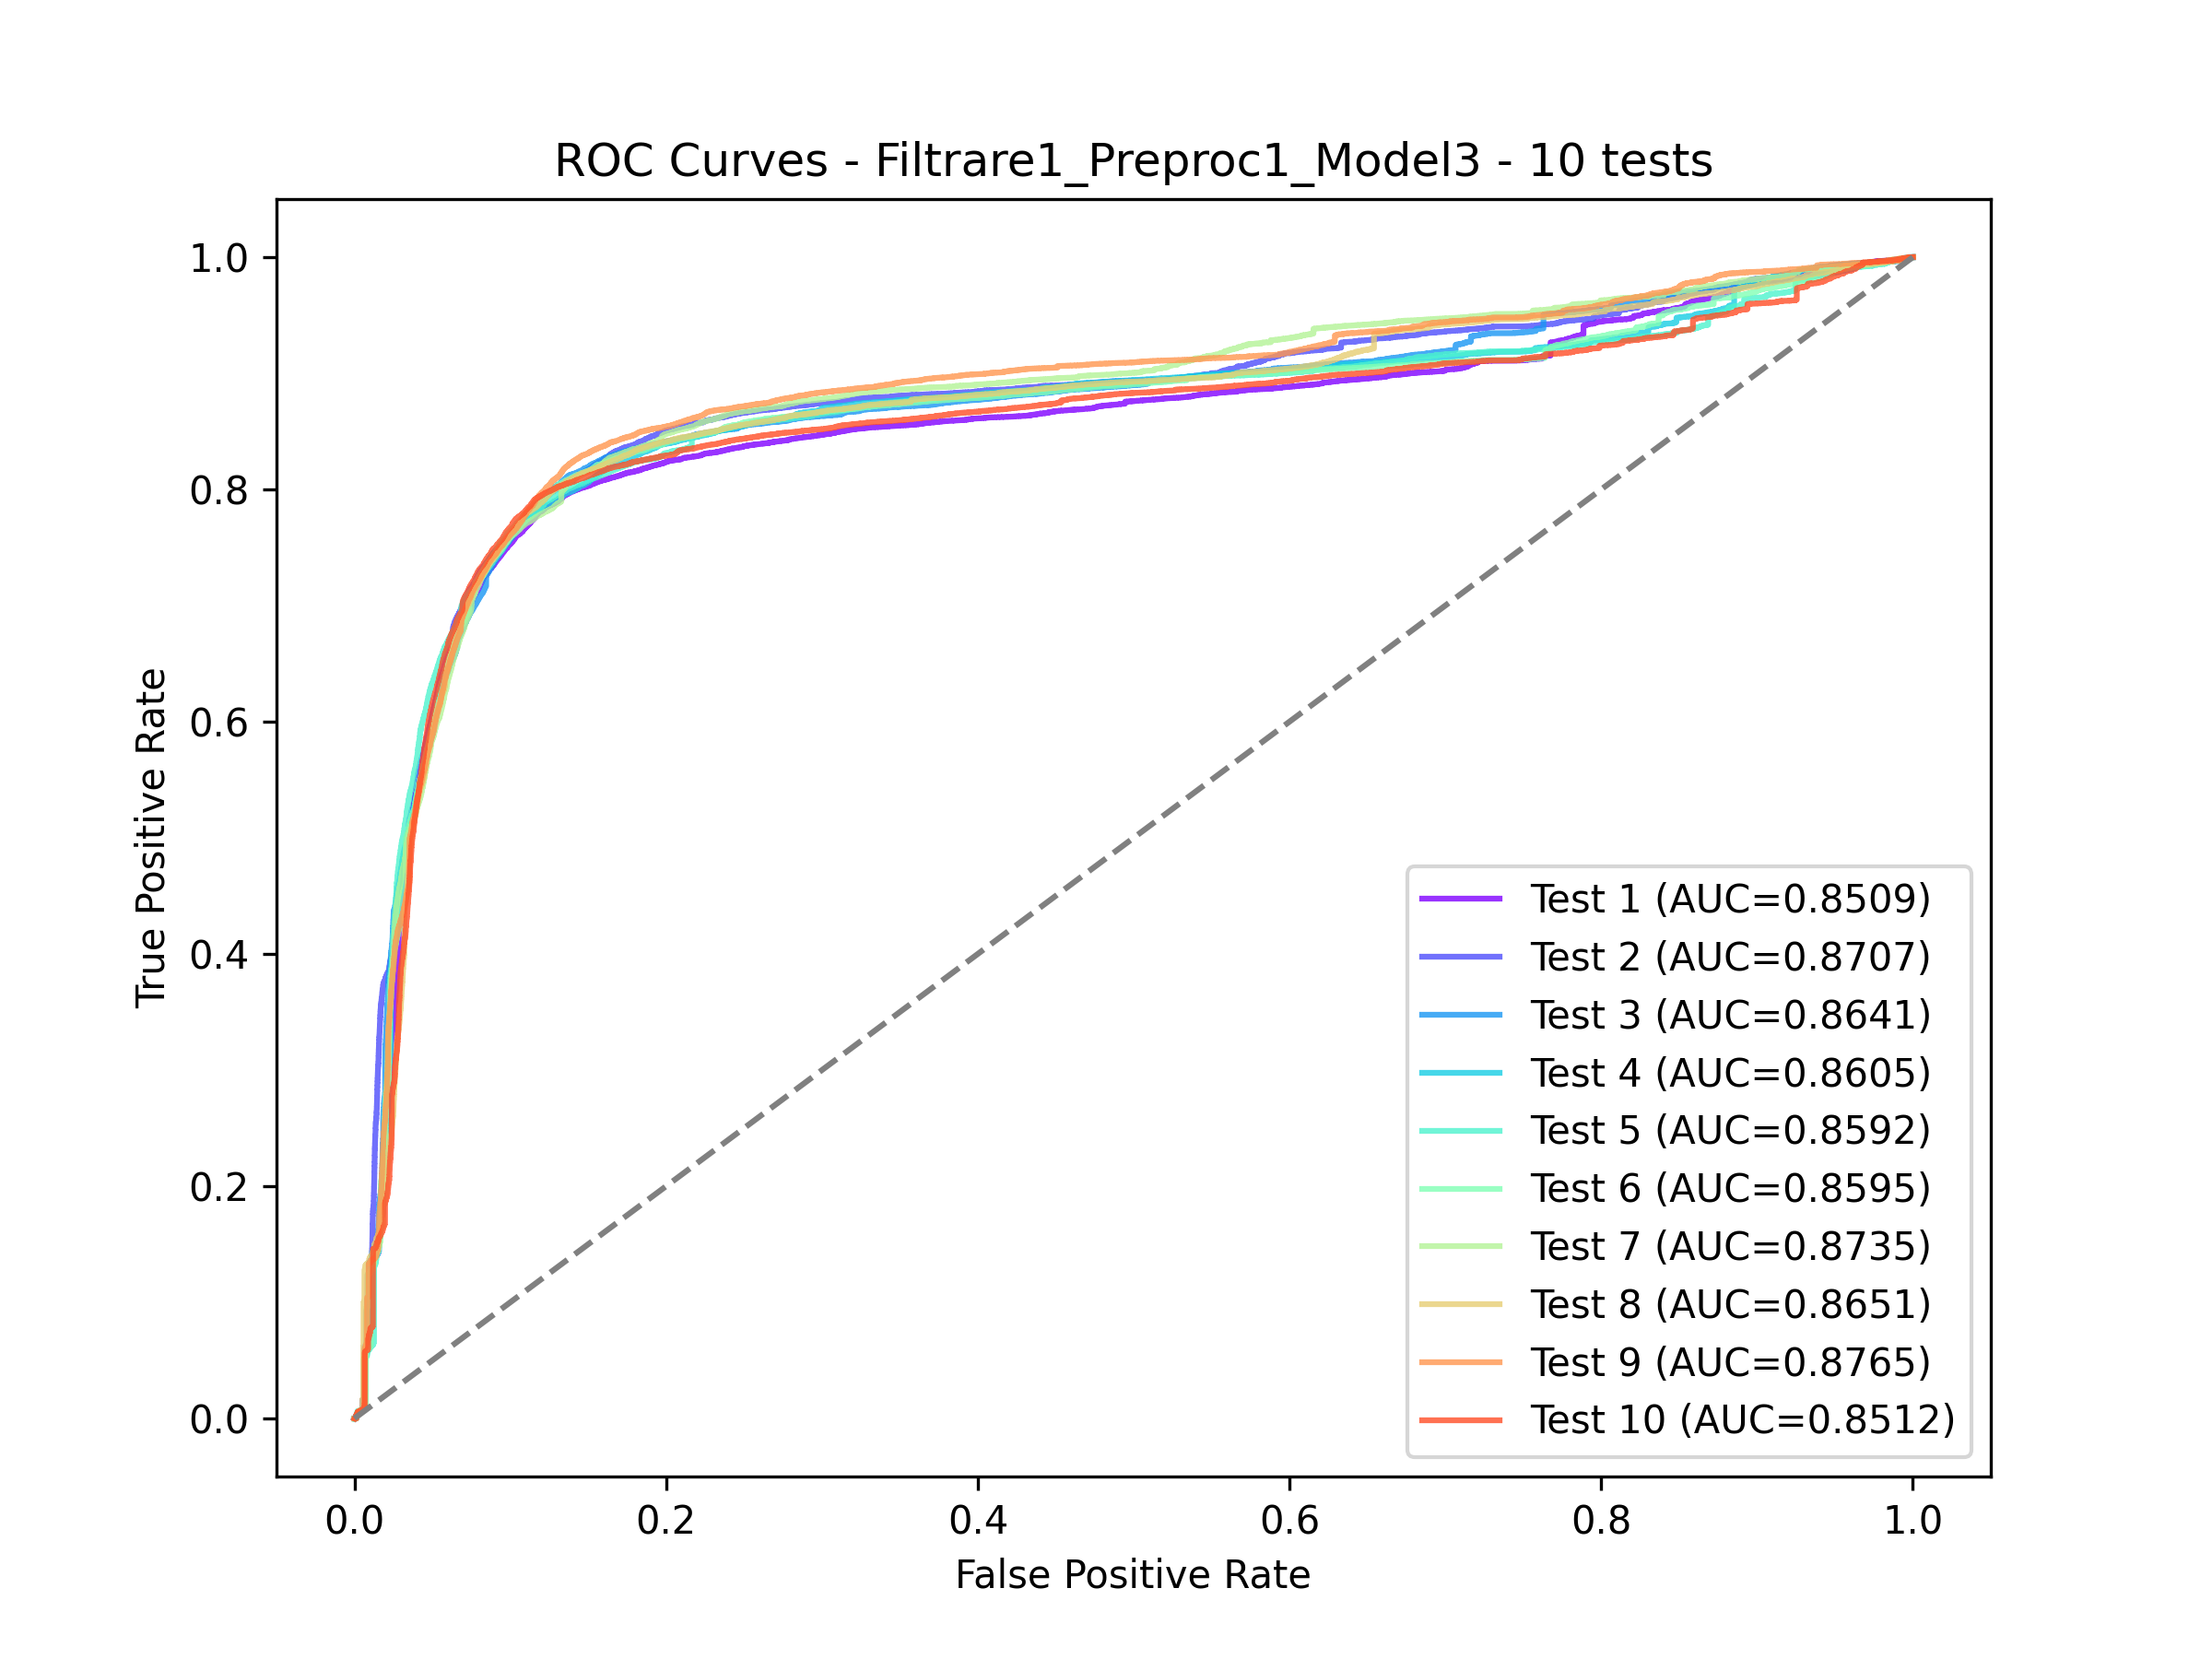 ROC Curves - Filtrare1_Preproc1_Model3 - 10 tests
1.0
0.8
0.6
0.4
0.2
0.0
True Positive Rate
Test 1 (AUC=0.8509)
Test 2 (AUC=0.8707)
Test 3 (AUC=0.8641)
Test 4 (AUC=0.8605)
Test 5 (AUC=0.8592)
Test 6 (AUC=0.8595)
Test 7 (AUC=0.8735)
Test 8 (AUC=0.8651)
Test 9 (AUC=0.8765)
Test 10 (AUC=0.8512)
0.0 0.2 0.4 0.6 0.8 1.0
False Positive Rate